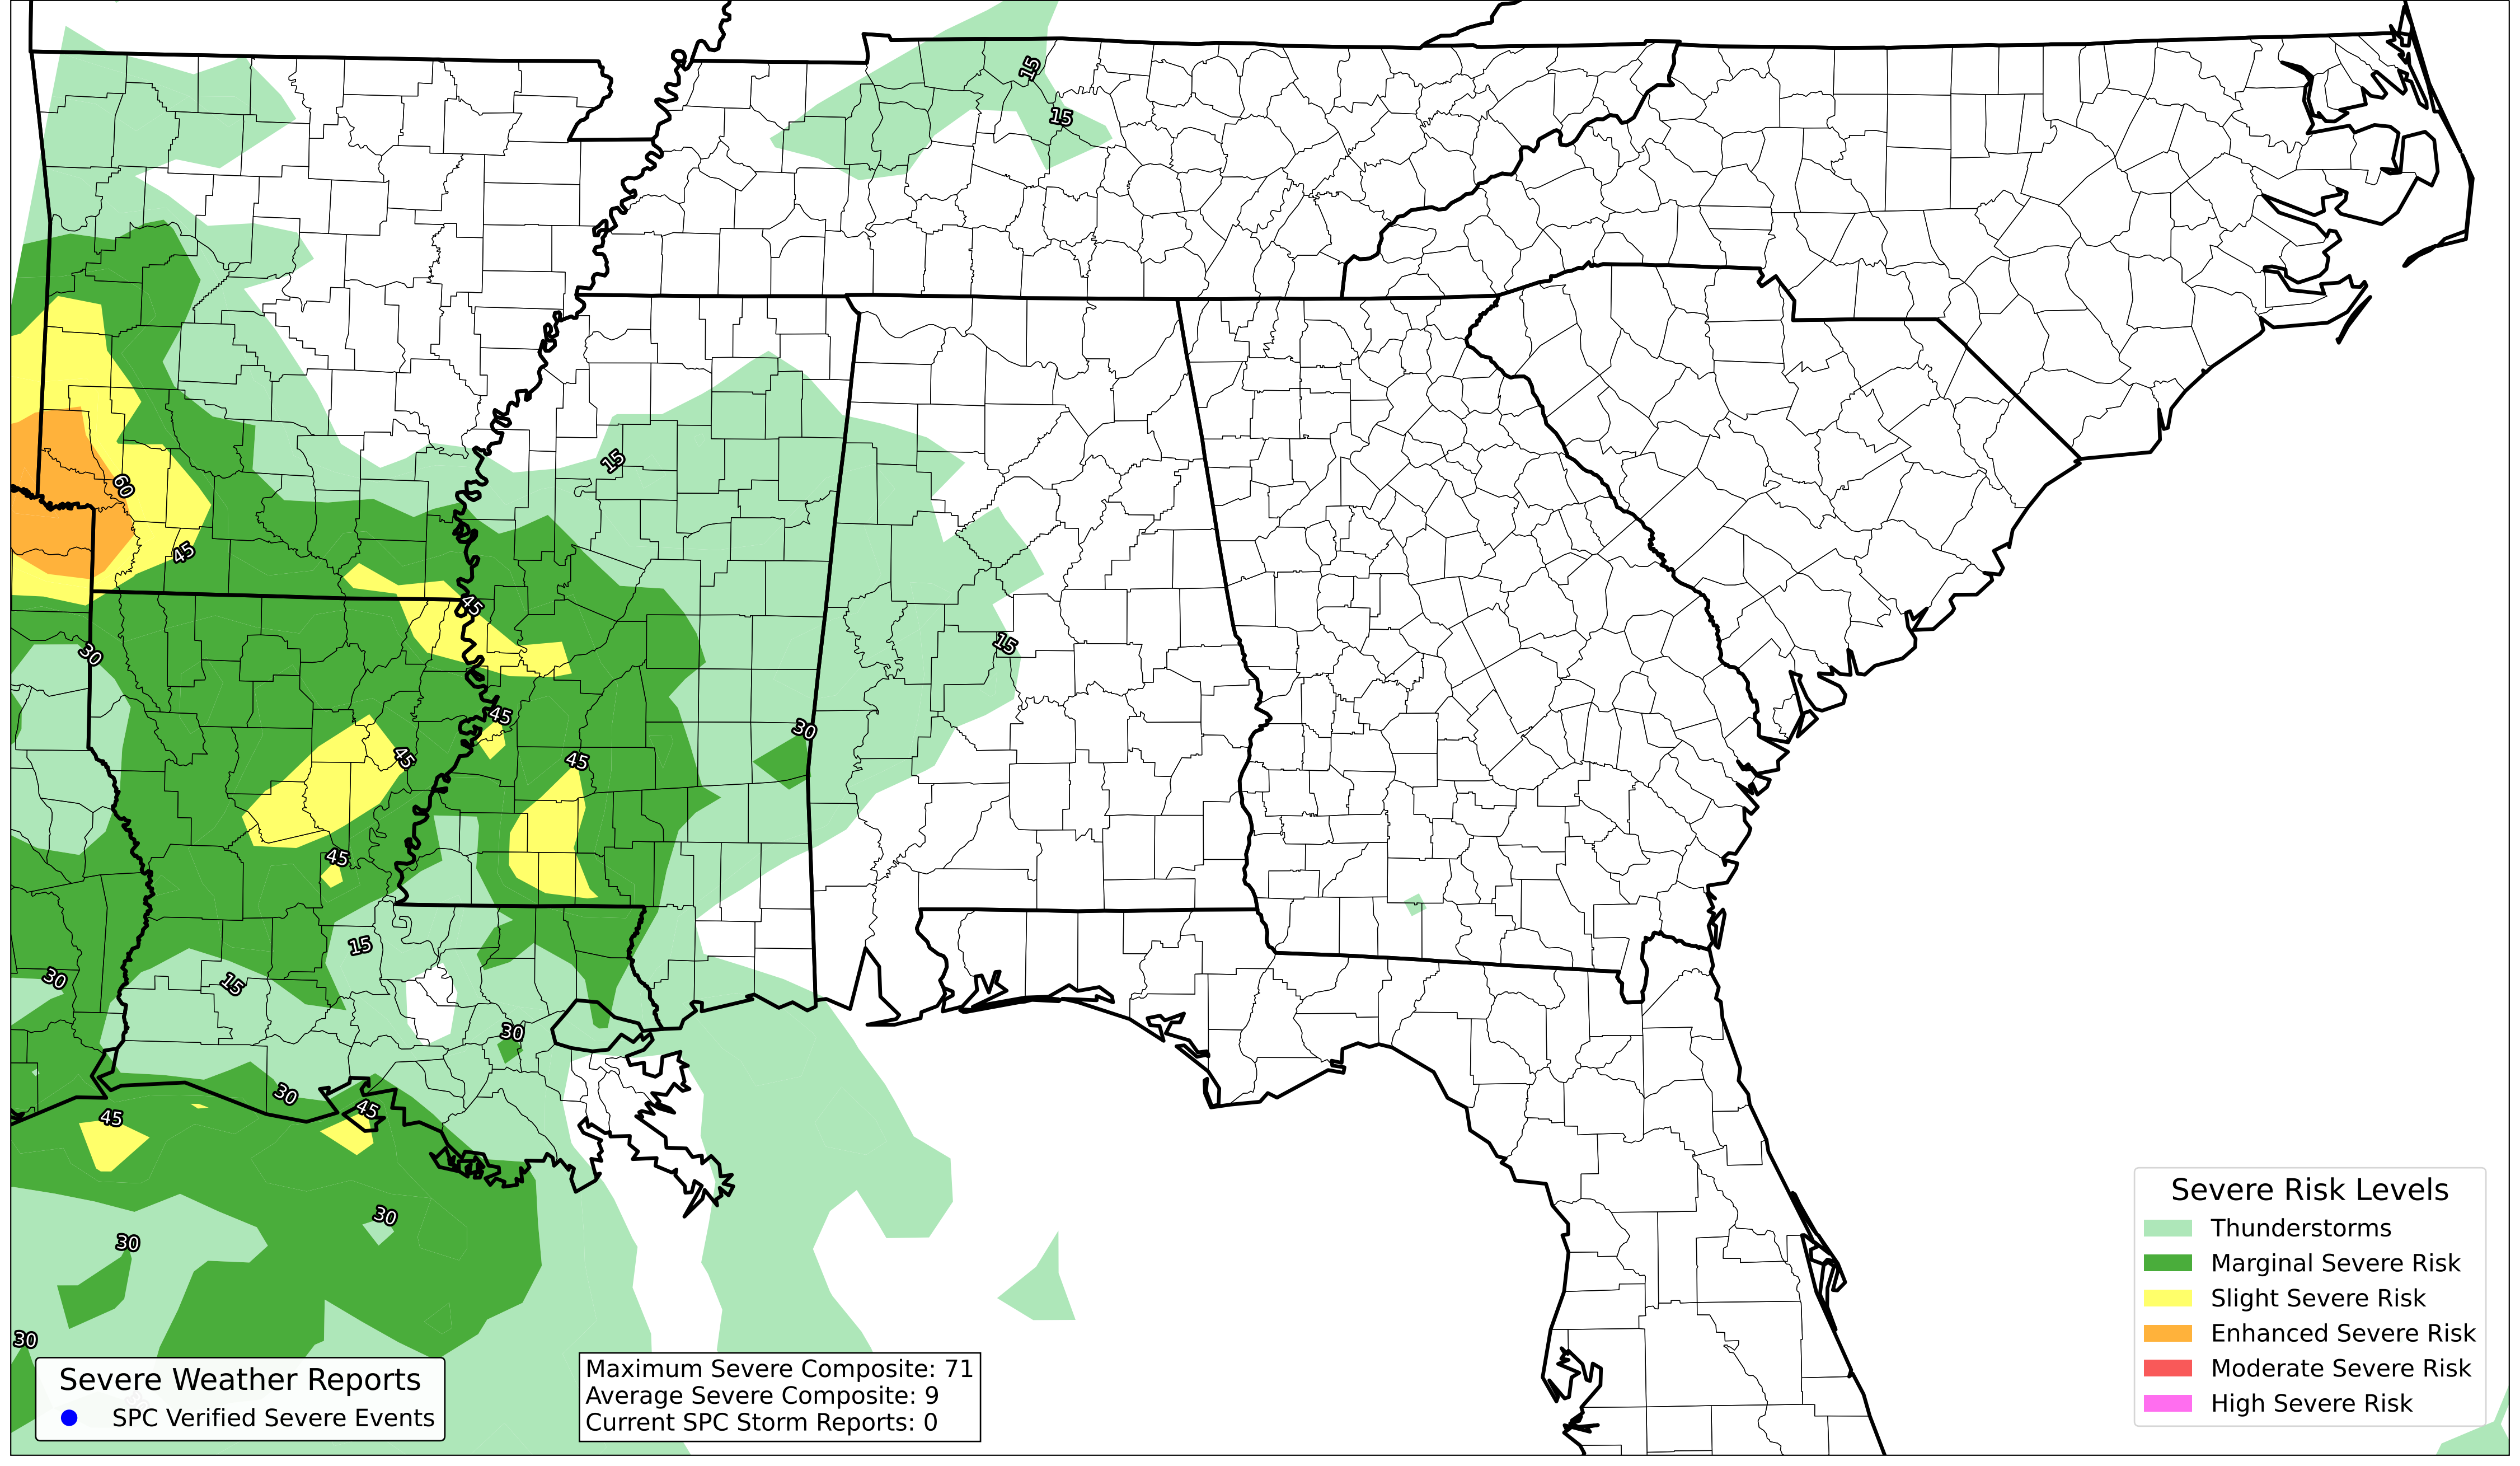 15
15
15
60
45
45
15
30
45
30
45
45
45
15
30
15
30
30
45
45
30
30
30
Severe Weather Reports
SPC Verified Severe Events
Maximum Severe Composite: 71
Average Severe Composite: 9
Current SPC Storm Reports: 0
Severe Risk Levels
Thunderstorms
Marginal Severe Risk
Slight Severe Risk
Enhanced Severe Risk
Moderate Severe Risk
High Severe Risk